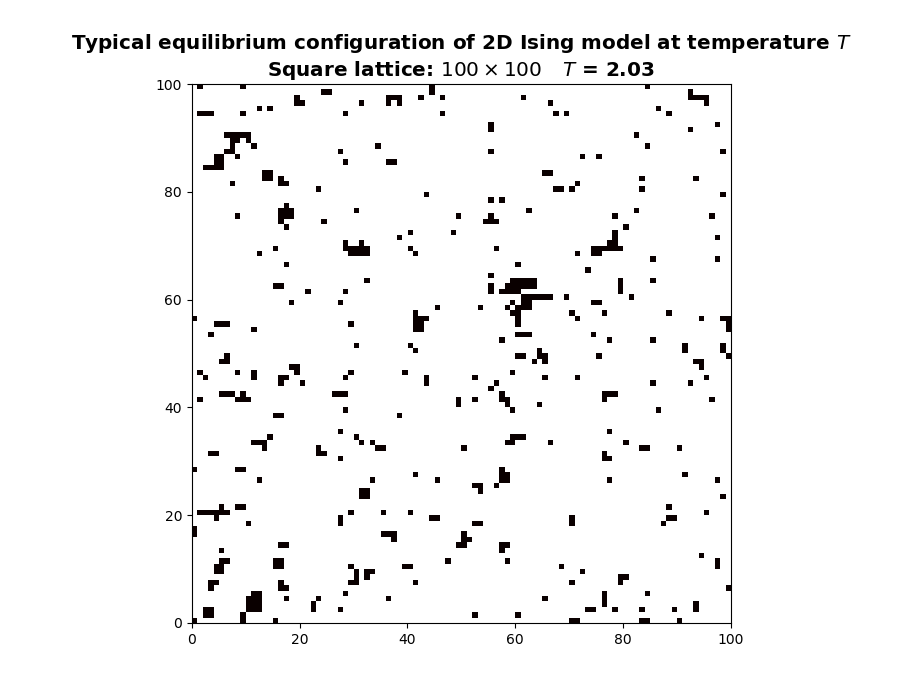 Typical equilibrium configuration of 2D Ising model at temperature T
Square lattice: 100 × 100 T = 2.03
100
80
60
40
20
0
0 20 40 60 80 100